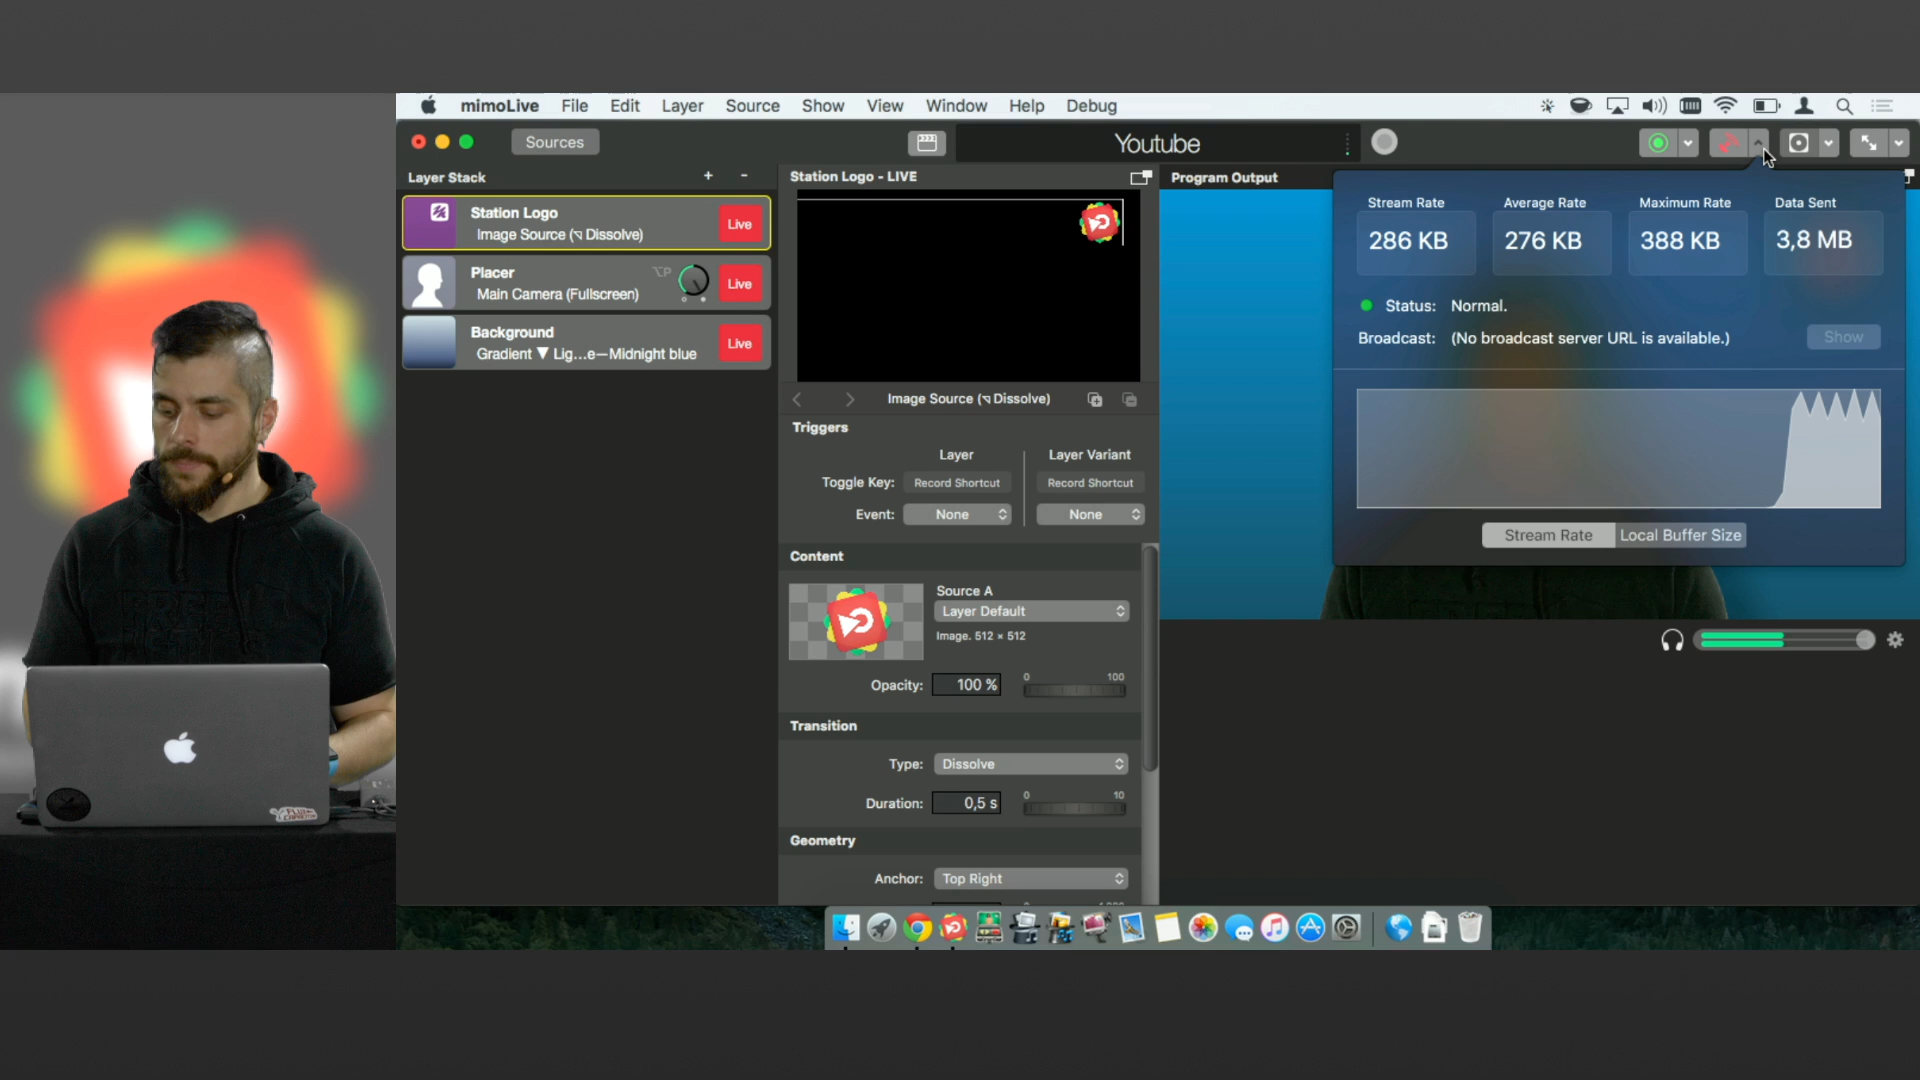 mimoLive File Edit Layer Source Show View Window Help Debug
Sources
Youtube
Layer Stack
+ -
Station Logo
Image Source (⌥ Dissolve)
Live
Placer
Main Camera (Fullscreen)
⌥P
Live
Background
Gradient ▼ Lig...e—Midnight blue
Live
Station Logo - LIVE
Image Source (⌥ Dissolve)
Triggers
Layer Layer Variant
Toggle Key: Record Shortcut Record Shortcut
Event: None None
Content
Source A
Layer Default
Image. 512 × 512
Opacity: 100 % 0 100
Transition
Type: Dissolve
Duration: 0,5 s 0 10
Geometry
Anchor: Top Right
Program Output
Stream Rate Average Rate Maximum Rate Data Sent
286 KB 276 KB 388 KB 3,8 MB
Status: Normal.
Broadcast: (No broadcast server URL is available.) Show
Stream Rate Local Buffer Size